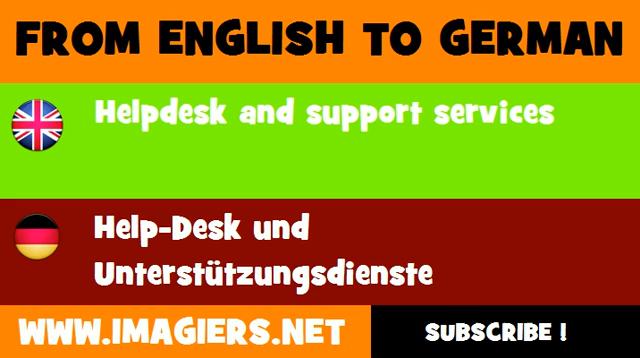 FROM ENGLISH TO GERMAN
Helpdesk and support services
Help-Desk und
Unterstützungsdienste
WWW.IMAGIERS.NET
SUBSCRIBE !